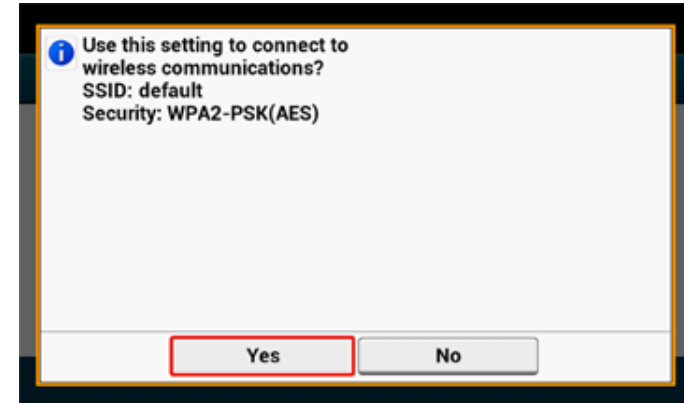 Use this setting to connect to
wireless communications?
SSID: default
Security: WPA2-PSK(AES)
Yes
No